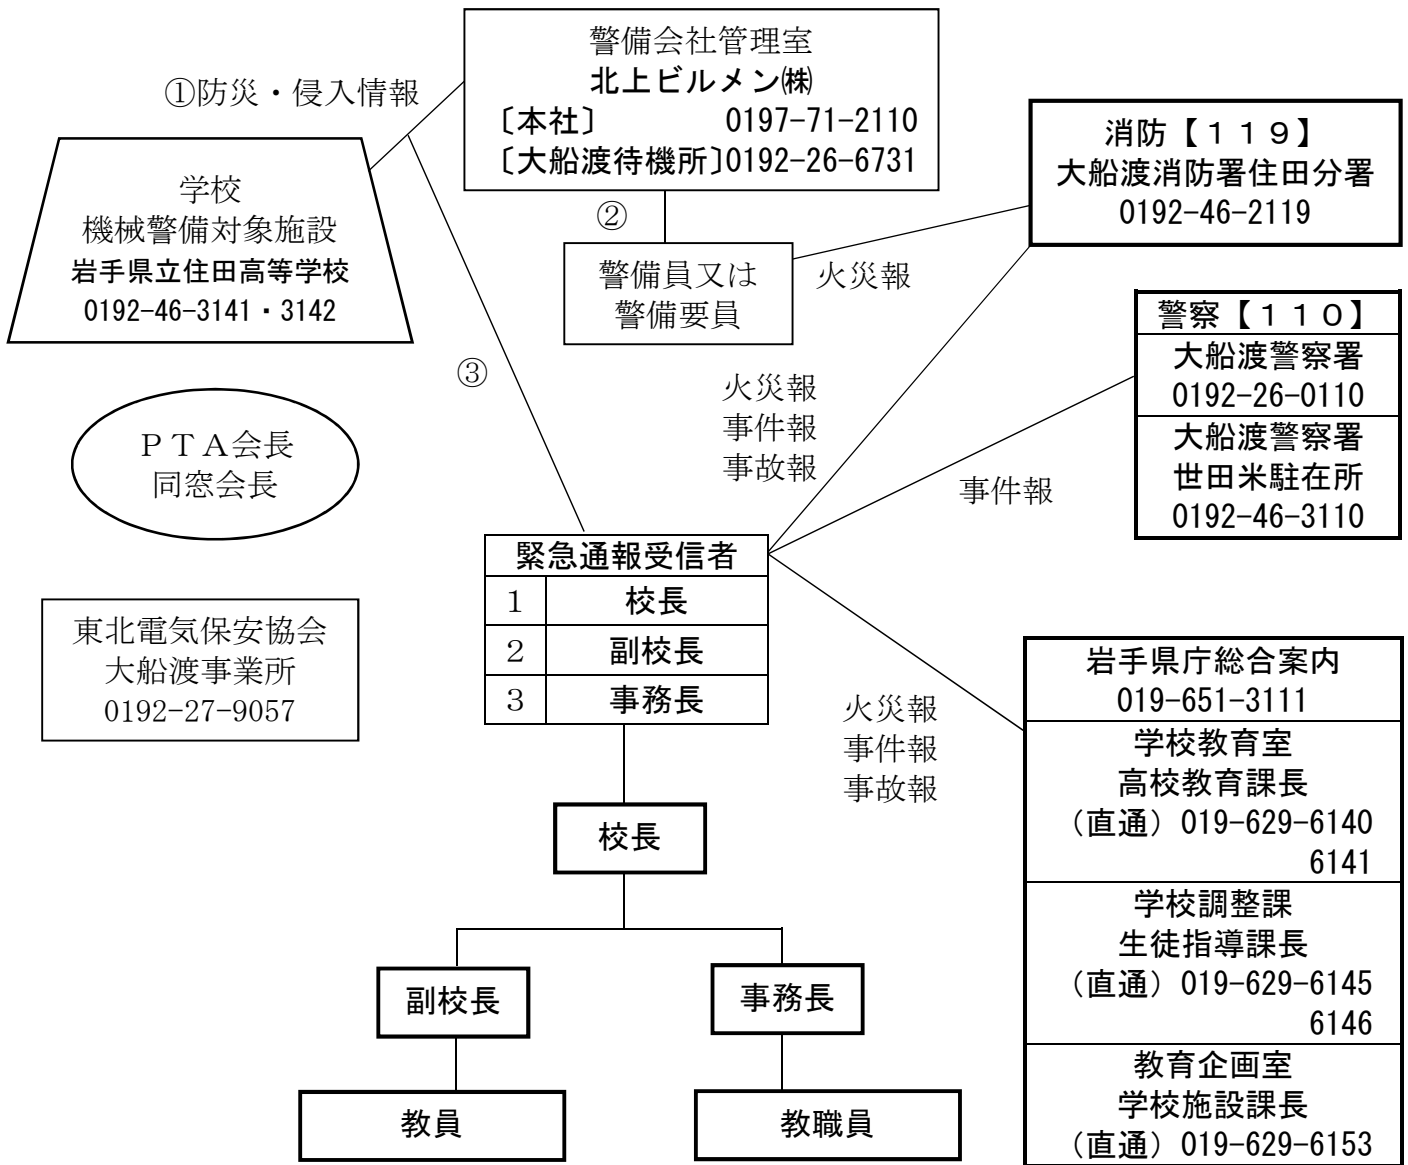 警備会社管理室
北上ビルメン㈱
〔本社〕 0197-71-2110
〔大船渡待機所〕0192-26-6731
①防災・侵入情報
学校
機械警備対象施設
岩手県立住田高等学校
0192-46-3141・3142
②
警備員又は
警備要員
火災報
消防【１１９】
大船渡消防署住田分署
0192-46-2119
警察【１１０】
大船渡警察署
0192-26-0110
大船渡警察署
世田米駐在所
0192-46-3110
③
火災報
事件報
事故報
事件報
ＰＴＡ会長
同窓会長
東北電気保安協会
大船渡事業所
0192-27-9057
緊急通報受信者
1 校長
2 副校長
3 事務長
火災報
事件報
事故報
岩手県庁総合案内
019-651-3111
学校教育室
高校教育課長
（直通）019-629-6140
6141
学校調整課
生徒指導課長
（直通）019-629-6145
6146
教育企画室
学校施設課長
（直通）019-629-6153
校長
副校長
事務長
教員
教職員